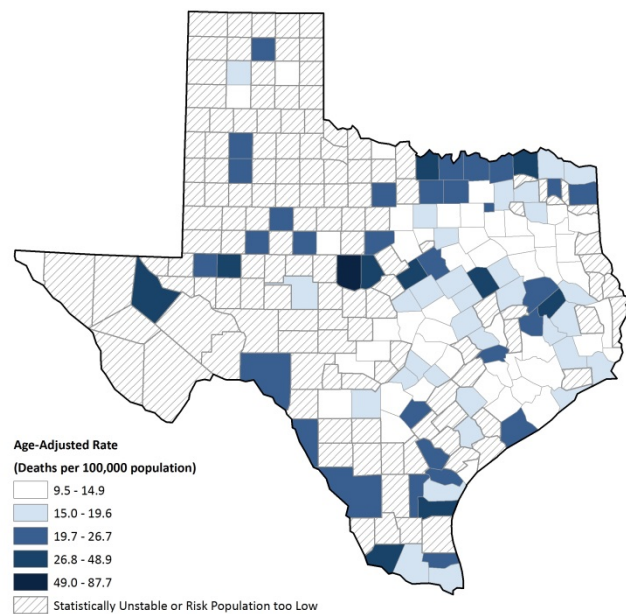 Age-Adjusted Rate
(Deaths per 100,000 population)
9.5 - 14.9
15.0 - 19.6
19.7 - 26.7
26.8 - 48.9
49.0 - 87.7
Statistically Unstable or Risk Population too Low